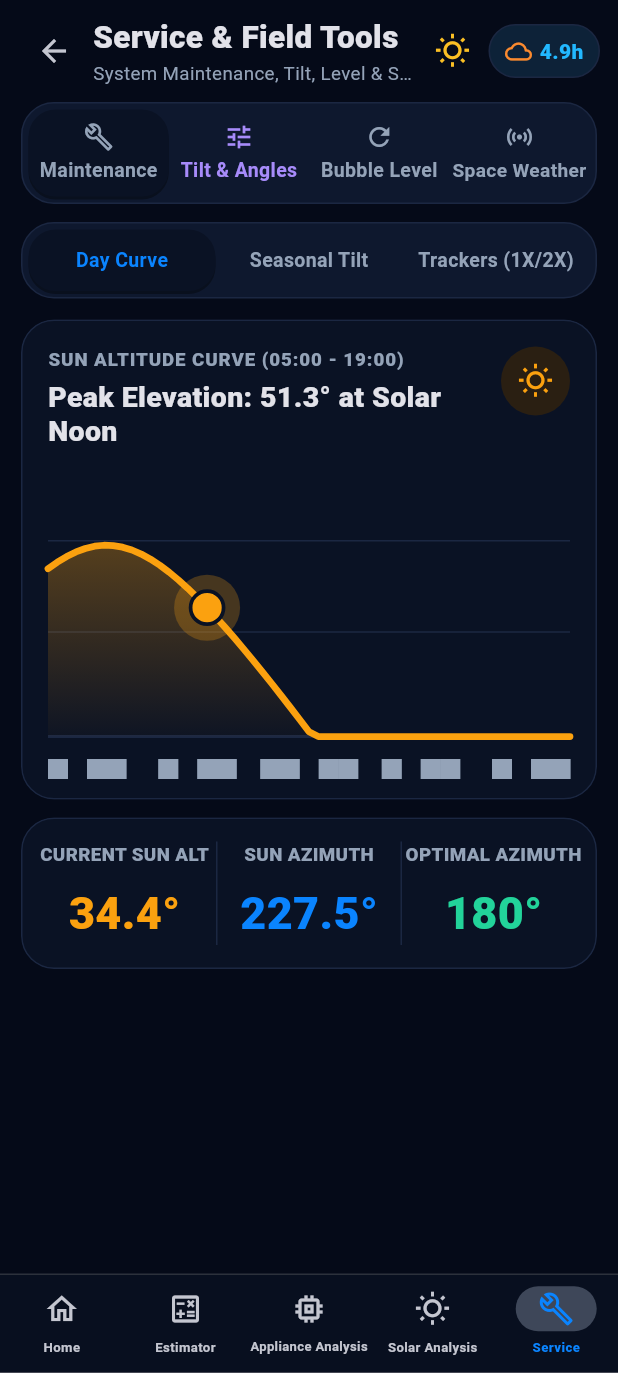 Service & Field Tools
System Maintenance, Tilt, Level & S...
4.9h
Maintenance
Tilt & Angles
Bubble Level
Space Weather
Day Curve
Seasonal Tilt
Trackers (1X/2X)
SUN ALTITUDE CURVE (05:00 - 19:00)
Peak Elevation: 51.3° at Solar
Noon
CURRENT SUN ALT
SUN AZIMUTH
OPTIMAL AZIMUTH
34.4°
227.5°
180°
Home
Estimator
Appliance Analysis
Solar Analysis
Service